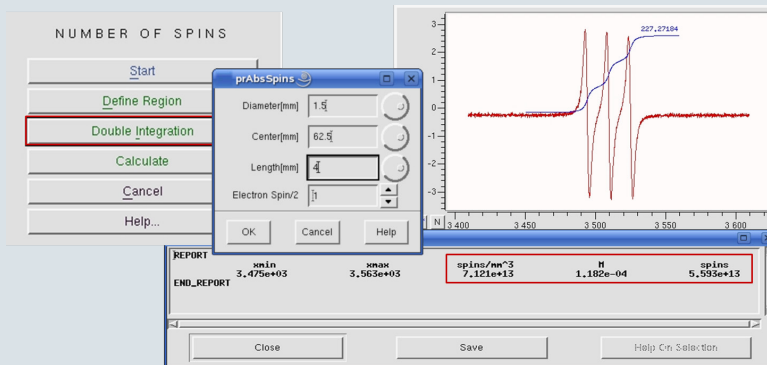 NUMBER OF SPINS
Start
Define Region
Double Integration
Calculate
Cancel
Help...
prAbsSpins
Diameter[mm] 1.5
Center[mm] 62.5
Length[mm] 4
Electron Spin/2 1
OK Cancel Help
227.27184
3
2
1
0
-1
-2
-3
N 3 400 3 450 3 500 3 550 3 600
REPORT
xmin xmax spins/mm^3 M spins
3.475e+03 3.563e+03 7.121e+13 1.182e-04 5.593e+13
END_REPORT
Close Save Help On Selection